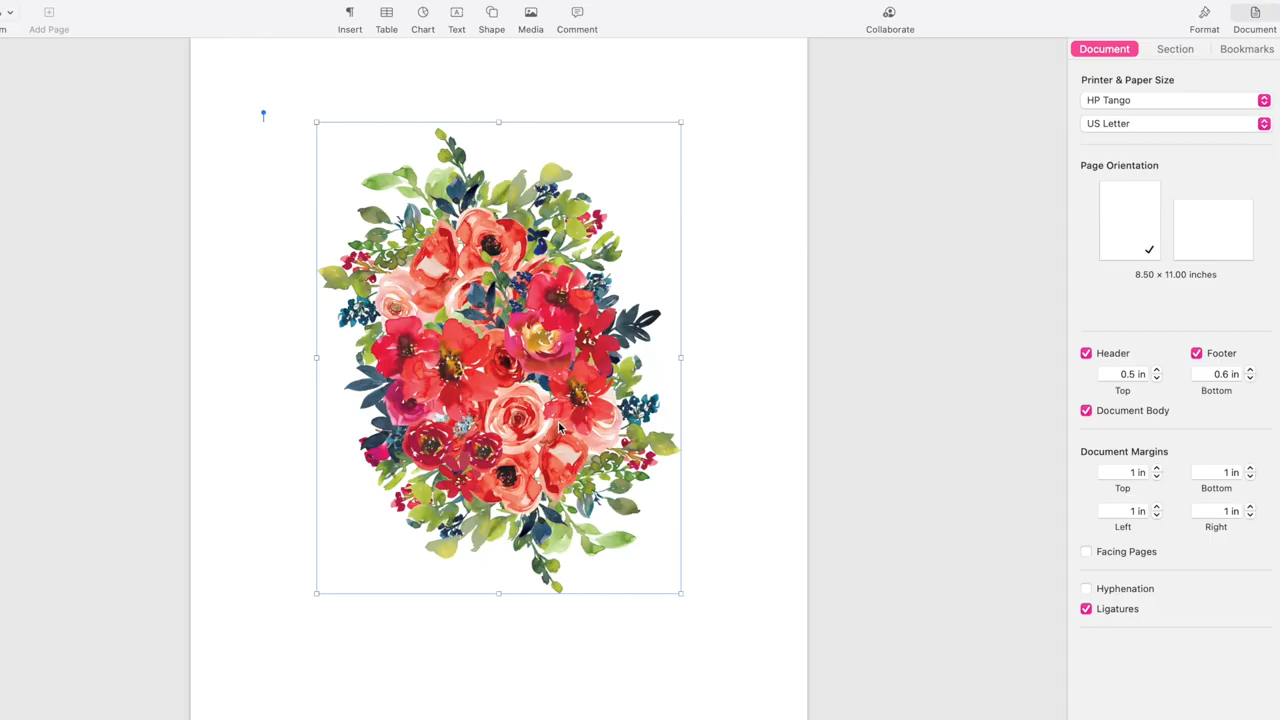 Add Page
Insert
Table
Chart
Text
Shape
Media
Comment
Collaborate
Format
Document
Document
Section
Bookmarks
Printer & Paper Size
HP Tango
US Letter
Page Orientation
8.50 × 11.00 inches
Header
Footer
0.5 in
0.6 in
Top
Bottom
Document Body
Document Margins
1 in
1 in
Top
Bottom
1 in
1 in
Left
Right
Facing Pages
Hyphenation
Ligatures